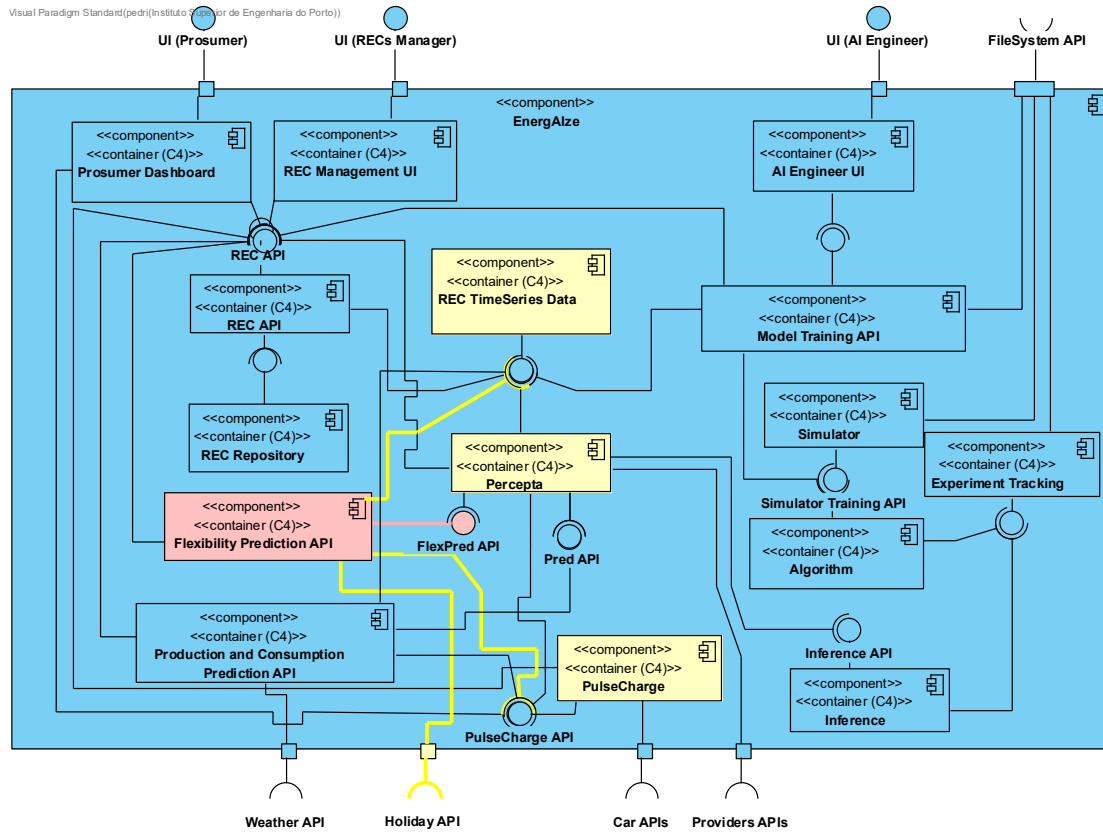 Visual Paradigm Standard(pedri(Instituto Superior de Engenharia do Porto))
UI (Prosumer)
UI (RECs Manager)
UI (AI Engineer)
FileSystem API
<<component>>
EnergAIze
<<component>>
<<container (C4)>>
Prosumer Dashboard
<<component>>
<<container (C4)>>
REC Management UI
<<component>>
<<container (C4)>>
AI Engineer UI
REC API
<<component>>
<<container (C4)>>
REC TimeSeries Data
<<component>>
<<container (C4)>>
REC API
<<component>>
<<container (C4)>>
Model Training API
<<component>>
<<container (C4)>>
REC Repository
<<component>>
<<container (C4)>>
Simulator
<<component>>
<<container (C4)>>
Percepta
<<component>>
<<container (C4)>>
Experiment Tracking
Simulator Training API
<<component>>
<<container (C4)>>
Flexibility Prediction API
FlexPred API
Pred API
<<component>>
<<container (C4)>>
Algorithm
<<component>>
<<container (C4)>>
Production and Consumption
Prediction API
<<component>>
<<container (C4)>>
PulseCharge
Inference API
<<component>>
<<container (C4)>>
Inference
PulseCharge API
Weather API
Holiday API
Car APIs
Providers APIs